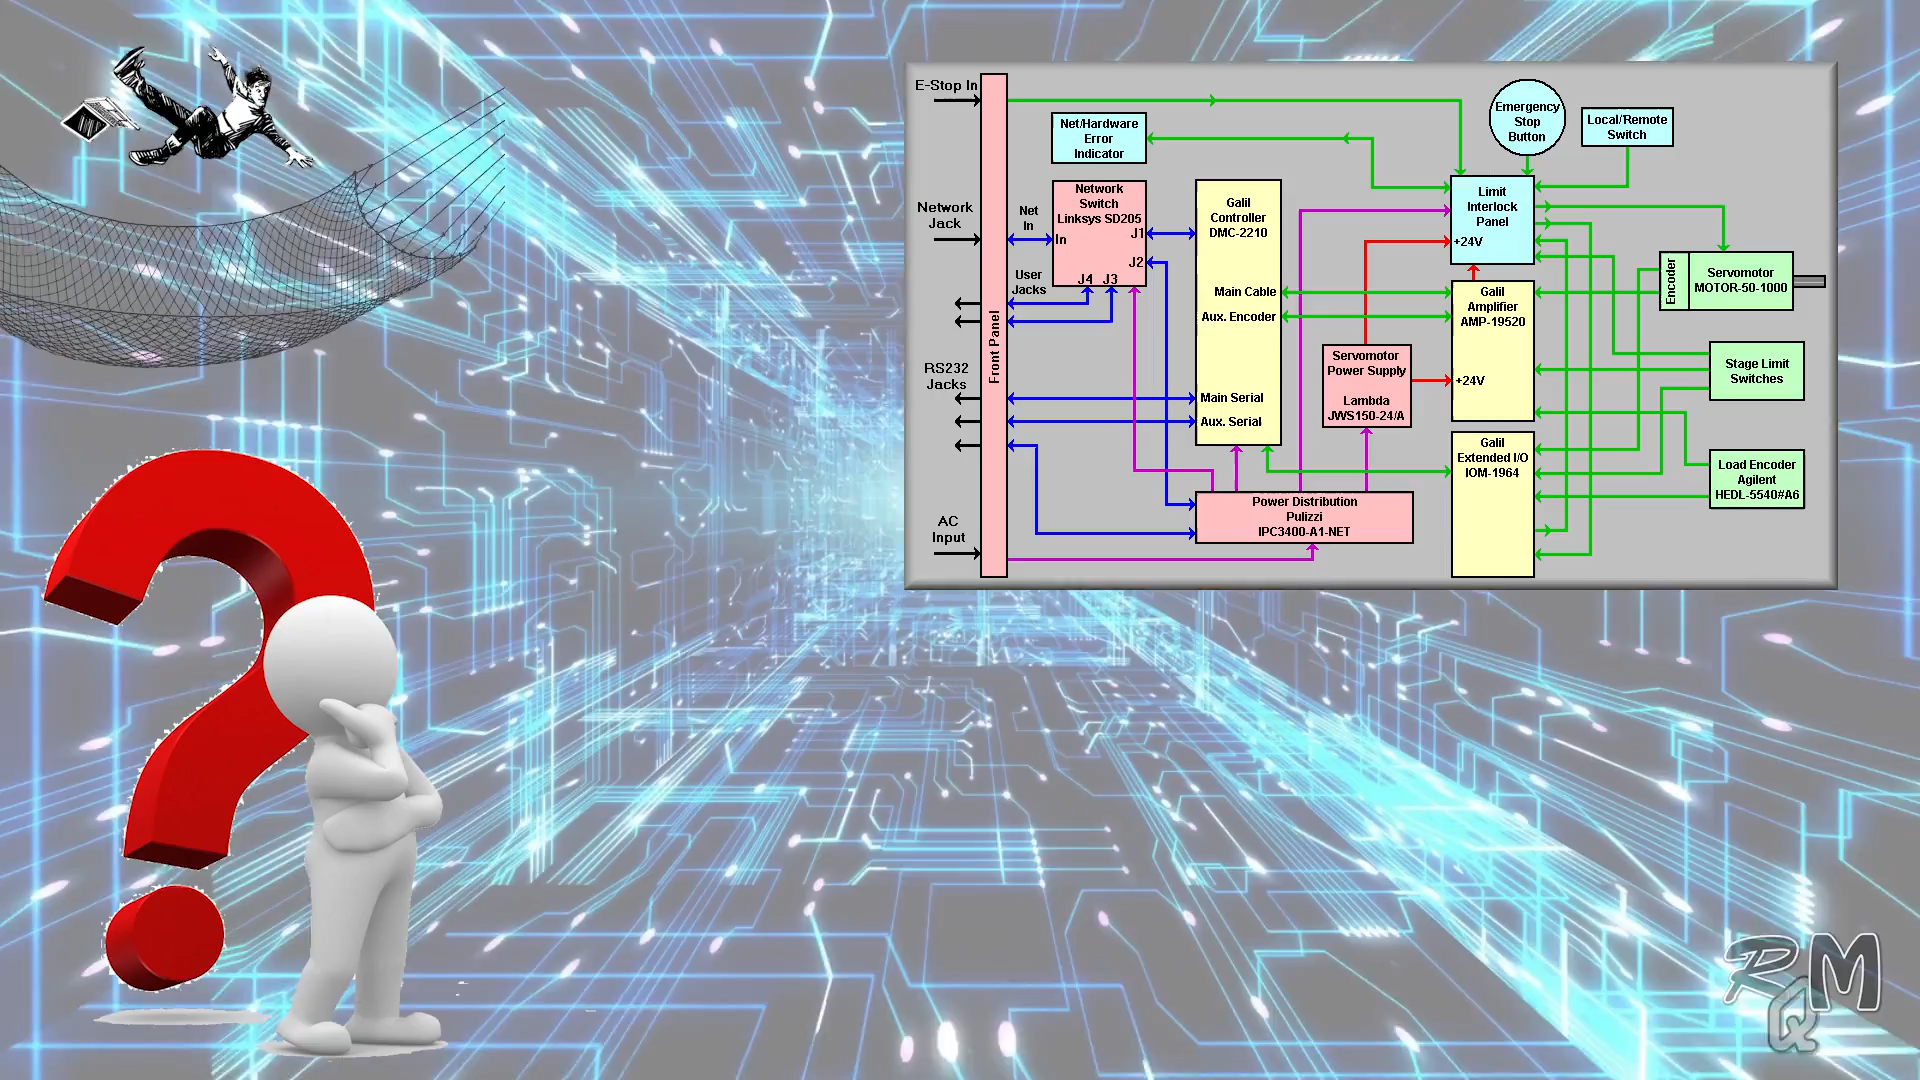 E-Stop In
Network
Jack
RS232
Jacks
AC
Input
Front Panel
Net/Hardware
Error
Indicator
Net
In
User
Jacks
Network
Switch
Linksys SD205
J1
In
J2
J4 J3
Galil
Controller
DMC-2210
Main Cable
Aux. Encoder
Main Serial
Aux. Serial
Servomotor
Power Supply
Lambda
JWS150-24/A
Power Distribution
Pulizzi
IPC3400-A1-NET
Emergency
Stop
Button
Local/Remote
Switch
Limit
Interlock
Panel
+24V
Galil
Amplifier
AMP-19520
+24V
Galil
Extended I/O
IOM-1964
Encoder
Servomotor
MOTOR-50-1000
Stage Limit
Switches
Load Encoder
Agilent
HEDL-5540#A6
RQM